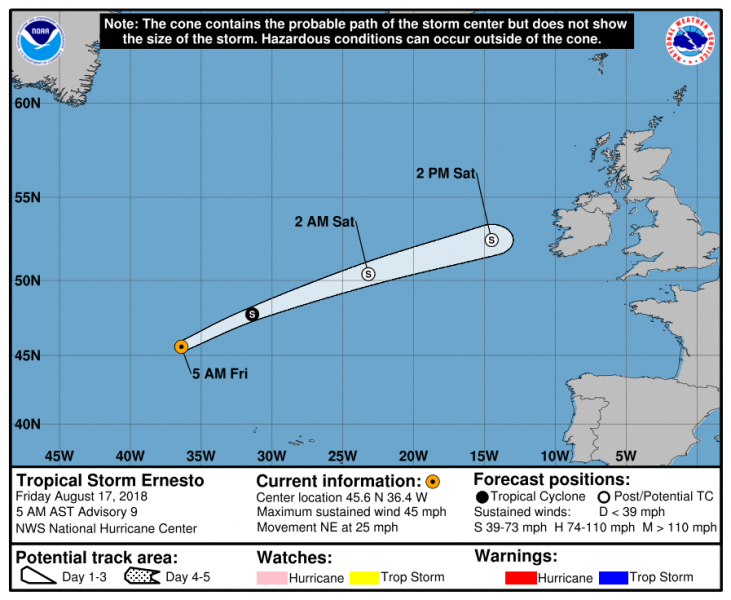 Note: The cone contains the probable path of the storm center but does not show
the size of the storm. Hazardous conditions can occur outside of the cone.
NOAA
NATIONAL WEATHER SERVICE
60N
55N
50N
45N
40N
2 PM Sat
2 AM Sat
S
S
S
5 AM Fri
45W 40W 35W 30W 25W 20W 15W 10W 5W
Tropical Storm Ernesto
Friday August 17, 2018
5 AM AST Advisory 9
NWS National Hurricane Center
Current information:
Center location 45.6 N 36.4 W
Maximum sustained wind 45 mph
Movement NE at 25 mph
Forecast positions:
Tropical Cyclone Post/Potential TC
Sustained winds: D < 39 mph
S 39-73 mph H 74-110 mph M > 110 mph
Potential track area:
Day 1-3 Day 4-5
Watches:
Hurricane Trop Storm
Warnings:
Hurricane Trop Storm